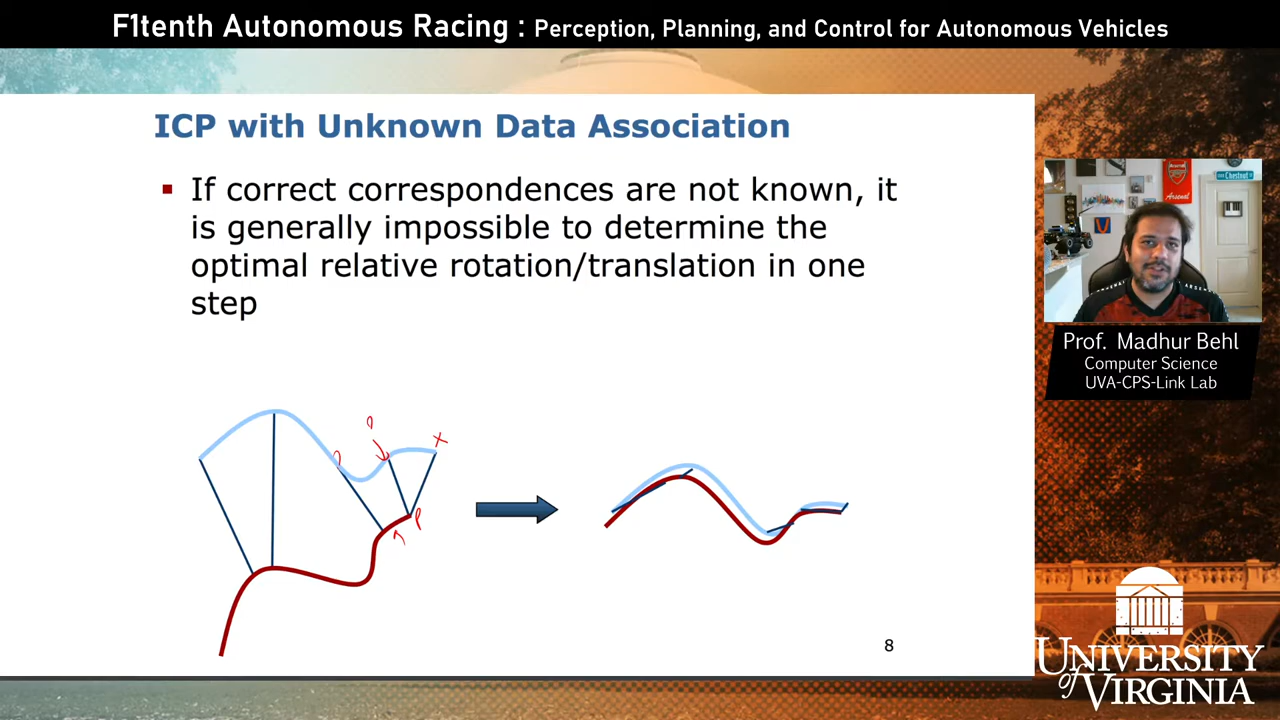 F1tenth Autonomous Racing : Perception, Planning, and Control for Autonomous Vehicles
ICP with Unknown Data Association
▪ If correct correspondences are not known, it
is generally impossible to determine the
optimal relative rotation/translation in one
step
x
P
8
Chestnut
Arsenal
Prof. Madhur Behl
Computer Science
UVA-CPS-Link Lab
UNIVERSITY
of VIRGINIA